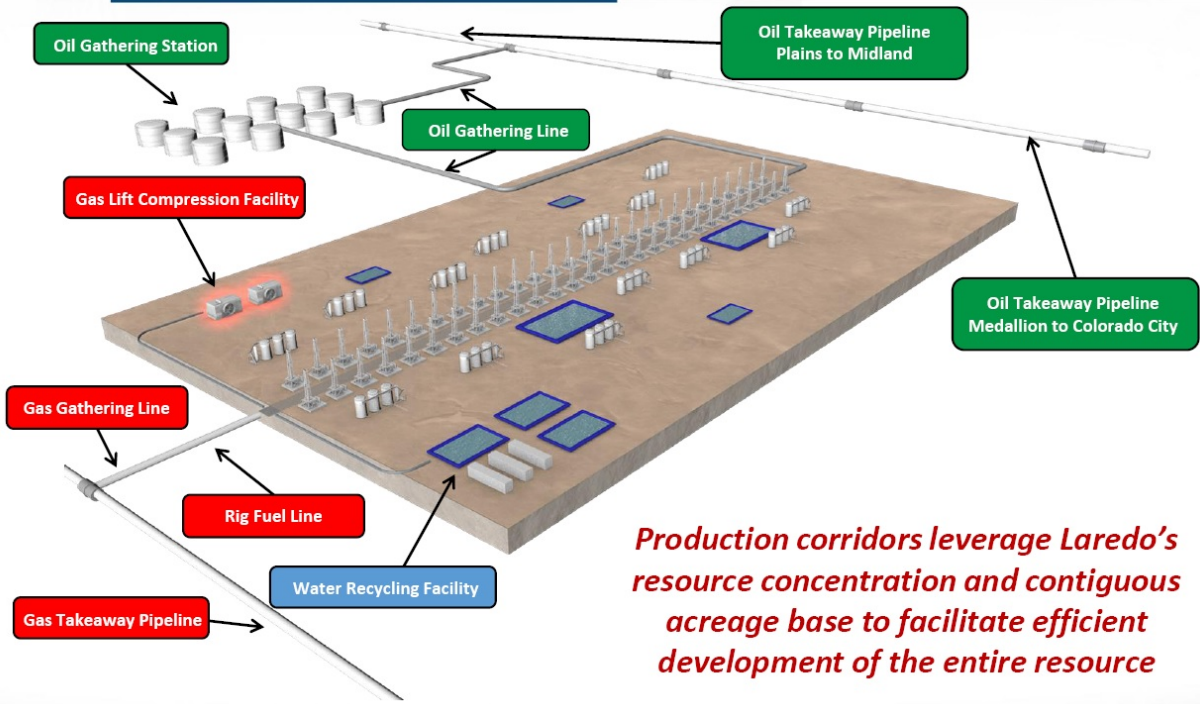 Oil Gathering Station
Oil Takeaway Pipeline
Plains to Midland
Oil Gathering Line
Gas Lift Compression Facility
Oil Takeaway Pipeline
Medallion to Colorado City
Gas Gathering Line
Rig Fuel Line
Water Recycling Facility
Gas Takeaway Pipeline
Production corridors leverage Laredo's
resource concentration and contiguous
acreage base to facilitate efficient
development of the entire resource